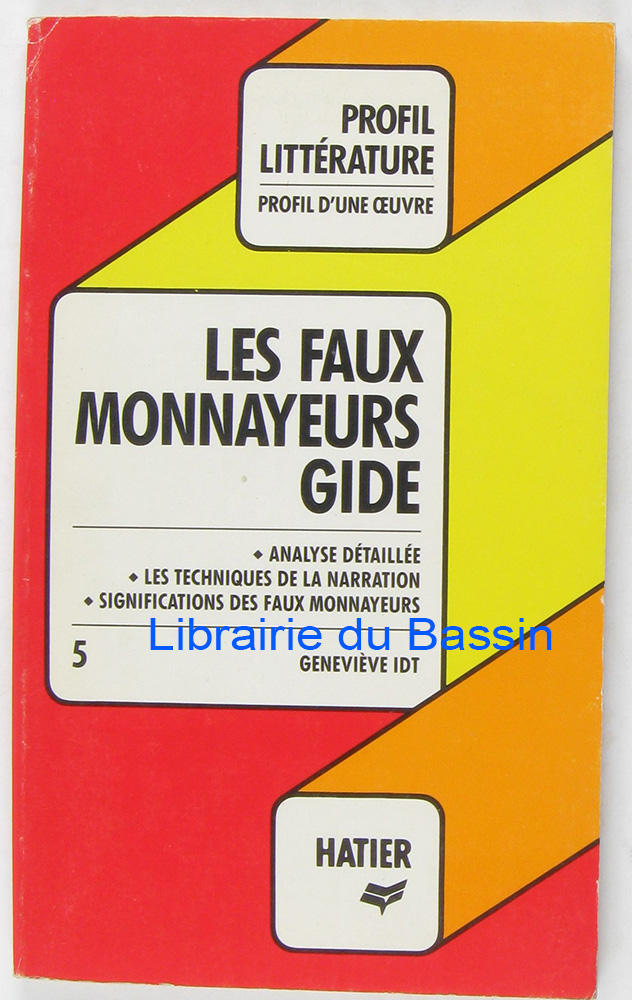 PROFIL
LITTÉRATURE
PROFIL D'UNE ŒUVRE
LES FAUX
MONNAYEURS
GIDE
◆ ANALYSE DÉTAILLÉE
◆ LES TECHNIQUES DE LA NARRATION
◆ SIGNIFICATIONS DES FAUX MONNAYEURS
Librairie du Bassin
5 GENEVIÈVE IDT
HATIER